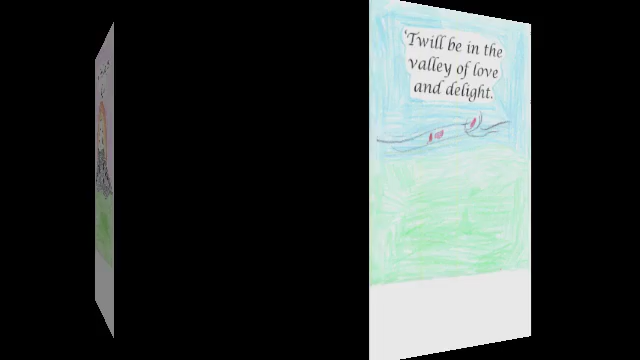 'Twill be in the
valley of love
and delight.